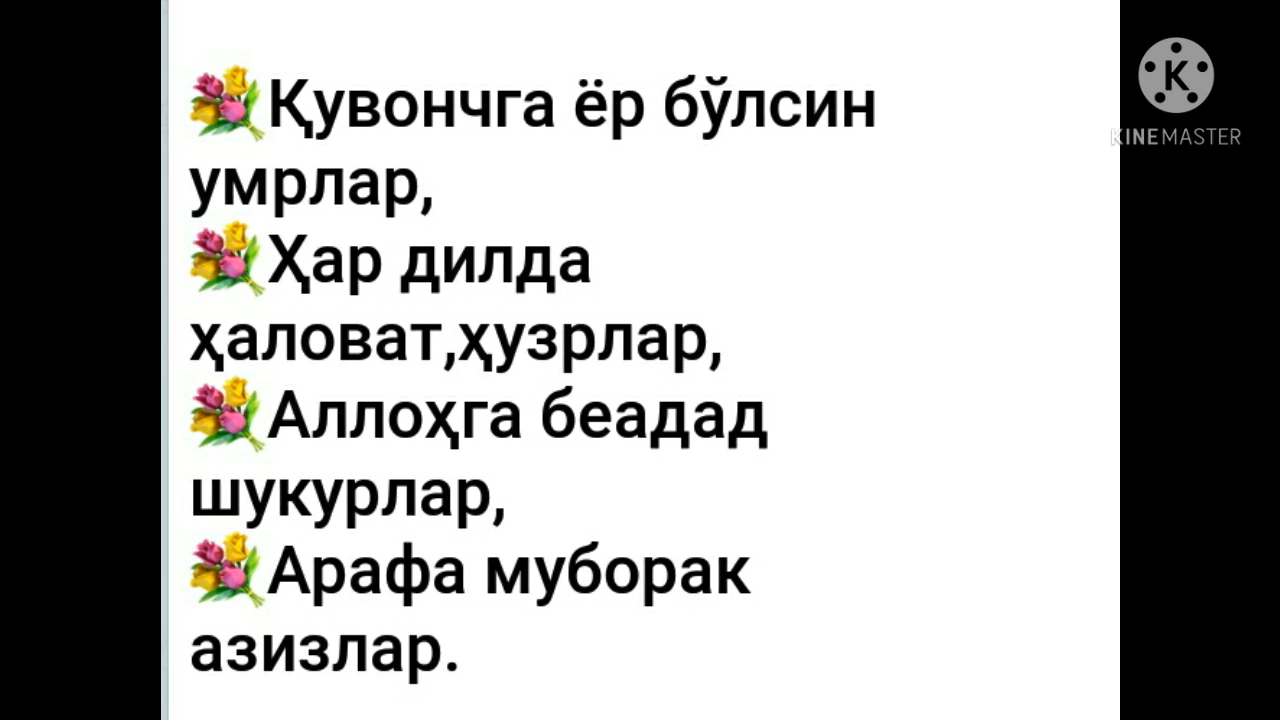 💐Қувончга ёр бўлсин
умрлар,
💐Ҳар дилда
ҳаловат,ҳузрлар,
💐Аллоҳга беадад
шукурлар,
💐Арафа муборак
азизлар.
K
KINEMASTER